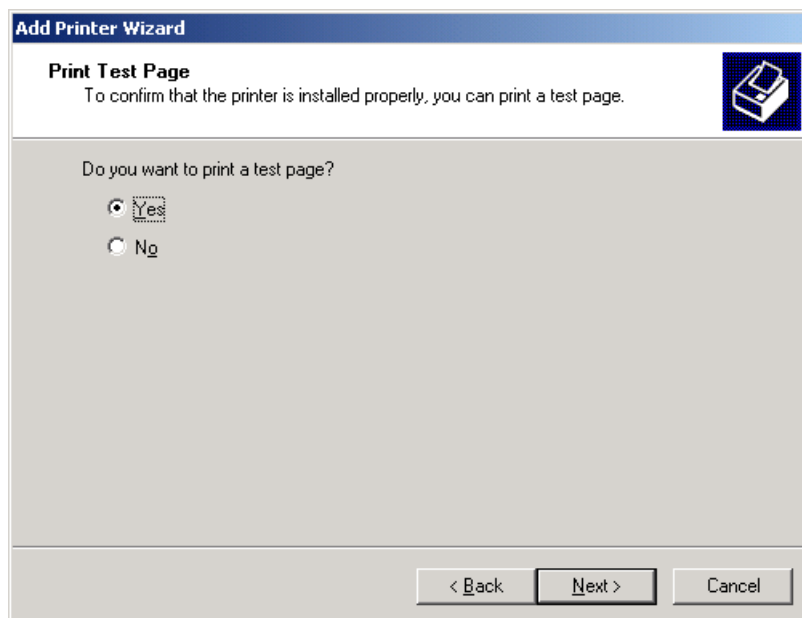 Add Printer Wizard
Print Test Page
To confirm that the printer is installed properly, you can print a test page.
Do you want to print a test page?
Yes
No
< Back Next > Cancel